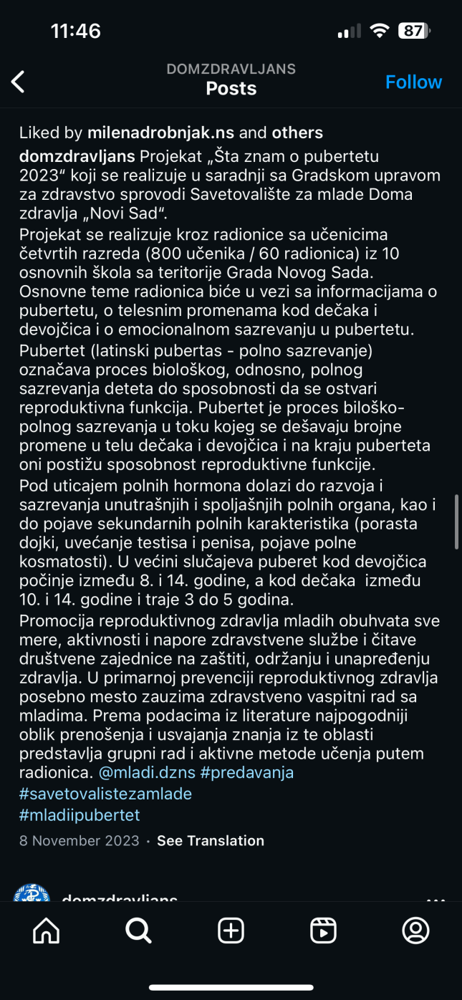 11:46
87
DOMZDRAVLJANS
Posts
Follow
Liked by milenadrobnjak.ns and others
domzdravljans Projekat „Šta znam o pubertetu
2023“ koji se realizuje u saradnji sa Gradskom upravom
za zdravstvo sprovodi Savetovalište za mlade Doma
zdravlja „Novi Sad“.
Projekat se realizuje kroz radionice sa učenicima
četvrtih razreda (800 učenika / 60 radionica) iz 10
osnovnih škola sa teritorije Grada Novog Sada.
Osnovne teme radionica biće u vezi sa informacijama o
pubertetu, o telesnim promenama kod dečaka i
devojčica i o emocionalnom sazrevanju u pubertetu.
Pubertet (latinski pubertas - polno sazrevanje)
označava proces biološkog, odnosno, polnog
sazrevanja deteta do sposobnosti da se ostvari
reproduktivna funkcija. Pubertet je proces biloško-
polnog sazrevanja u toku kojeg se dešavaju brojne
promene u telu dečaka i devojčica i na kraju puberteta
oni postižu sposobnost reproduktivne funkcije.
Pod uticajem polnih hormona dolazi do razvoja i
sazrevanja unutrašnjih i spoljašnjih polnih organa, kao i
do pojave sekundarnih polnih karakteristika (porasta
dojki, uvećanje testisa i penisa, pojave polne
kosmatosti). U većini slučajeva puberet kod devojčica
počinje između 8. i 14. godine, a kod dečaka  između
10. i 14. godine i traje 3 do 5 godina.
Promocija reproduktivnog zdravlja mladih obuhvata sve
mere, aktivnosti i napore zdravstvene službe i čitave
društvene zajednice na zaštiti, održanju i unapređenju
zdravlja. U primarnoj prevenciji reproduktivnog zdravlja
posebno mesto zauzima zdravstveno vaspitni rad sa
mladima. Prema podacima iz literature najpogodniji
oblik prenošenja i usvajanja znanja iz te oblasti
predstavlja grupni rad i aktivne metode učenja putem
radionica. @mladi.dzns #predavanja
#savetovalistezamlade
#mladiipubertet
8 November 2023 · See Translation
domzdravljans